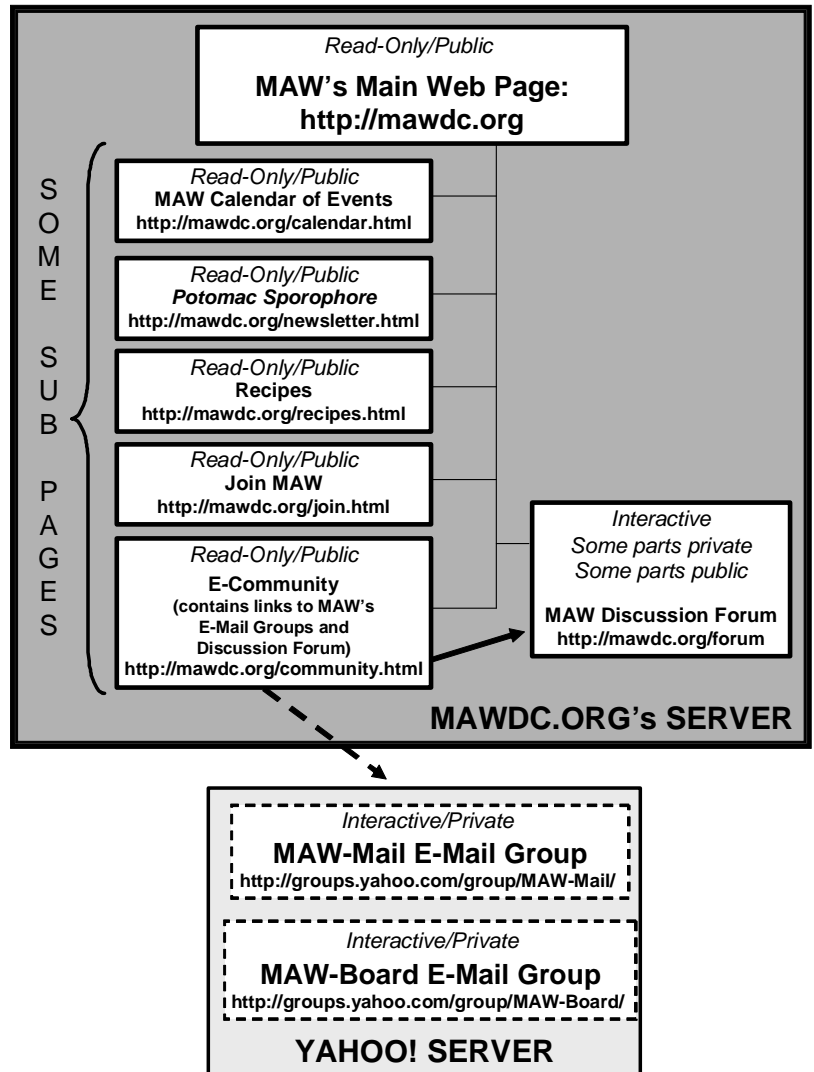 Read-Only/Public
MAW's Main Web Page:
http://mawdc.org
SOME SUB PAGES
Read-Only/Public
MAW Calendar of Events
http://mawdc.org/calendar.html
Read-Only/Public
Potomac Sporophore
http://mawdc.org/newsletter.html
Read-Only/Public
Recipes
http://mawdc.org/recipes.html
Read-Only/Public
Join MAW
http://mawdc.org/join.html
Read-Only/Public
E-Community
(contains links to MAW's
E-Mail Groups and
Discussion Forum)
http://mawdc.org/community.html
Interactive
Some parts private
Some parts public
MAW Discussion Forum
http://mawdc.org/forum
MAWDC.ORG's SERVER
Interactive/Private
MAW-Mail E-Mail Group
http://groups.yahoo.com/group/MAW-Mail/
Interactive/Private
MAW-Board E-Mail Group
http://groups.yahoo.com/group/MAW-Board/
YAHOO! SERVER